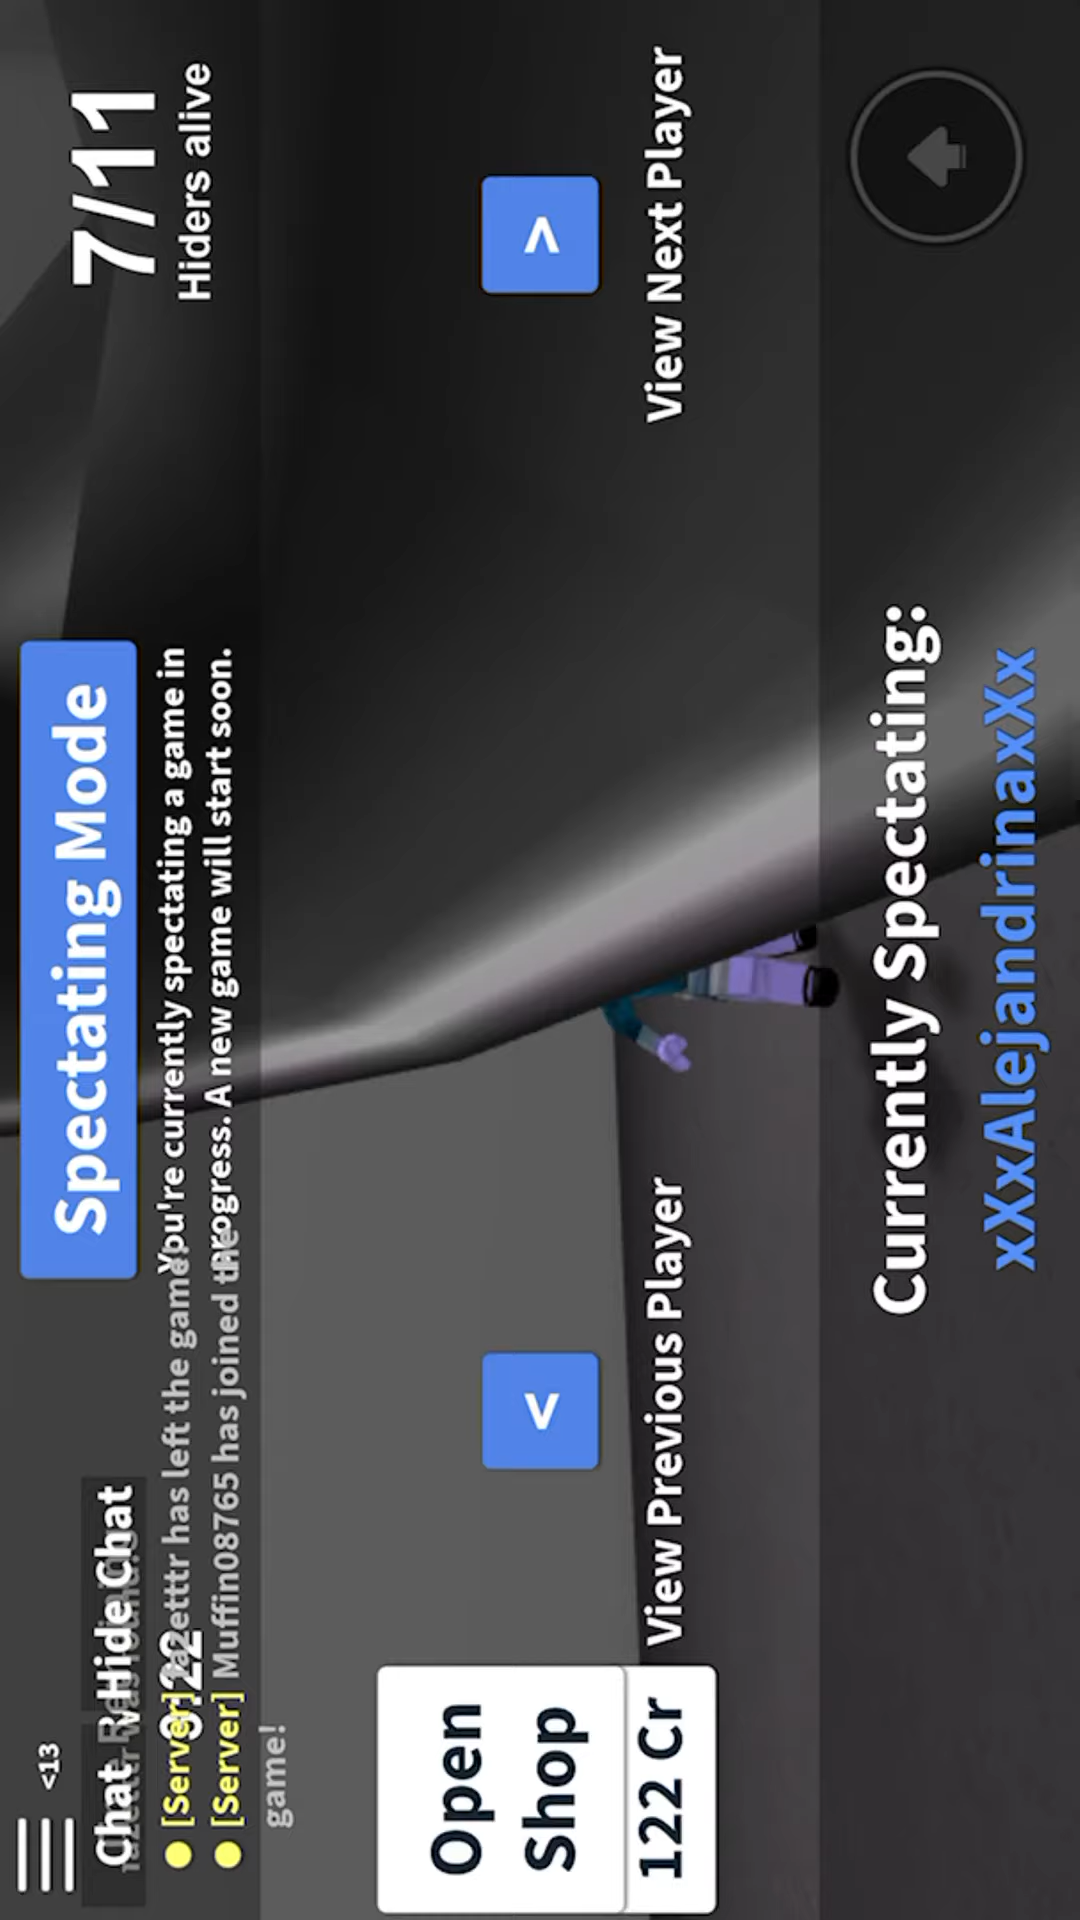 <13
Chat
Hide Chat
Spectating Mode
7/11
Hiders alive
You're currently spectating a game in
progress. A new game will start soon.
[Server] has left the game!
[Server] Muffin08765 has joined the
game!
<
View Previous Player
>
View Next Player
Open
Shop
122 Cr
Currently Spectating:
xXxAlejandrinaxXx